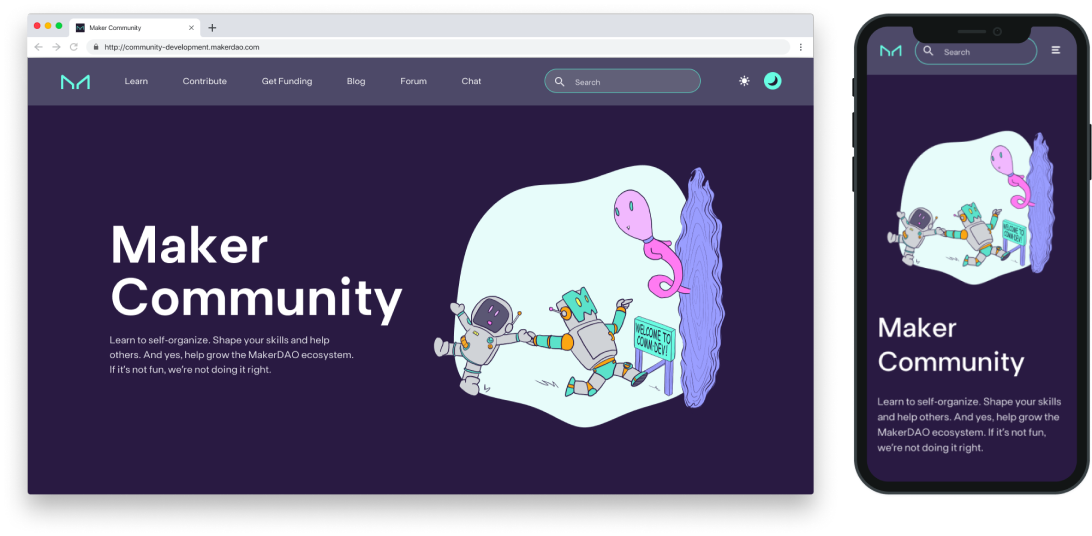 Maker Community
http://community-development.makerdao.com
Learn Contribute Get Funding Blog Forum Chat Search
Maker
Community
Learn to self-organize. Shape your skills and help
others. And yes, help grow the MakerDAO ecosystem.
If it's not fun, we're not doing it right.
WELCOME TO
COMM-DEV!
Search
WELCOME TO
COMM-DEV!
Maker
Community
Learn to self-organize. Shape your skills
and help others. And yes, help grow the
MakerDAO ecosystem. If it's not fun,
we're not doing it right.